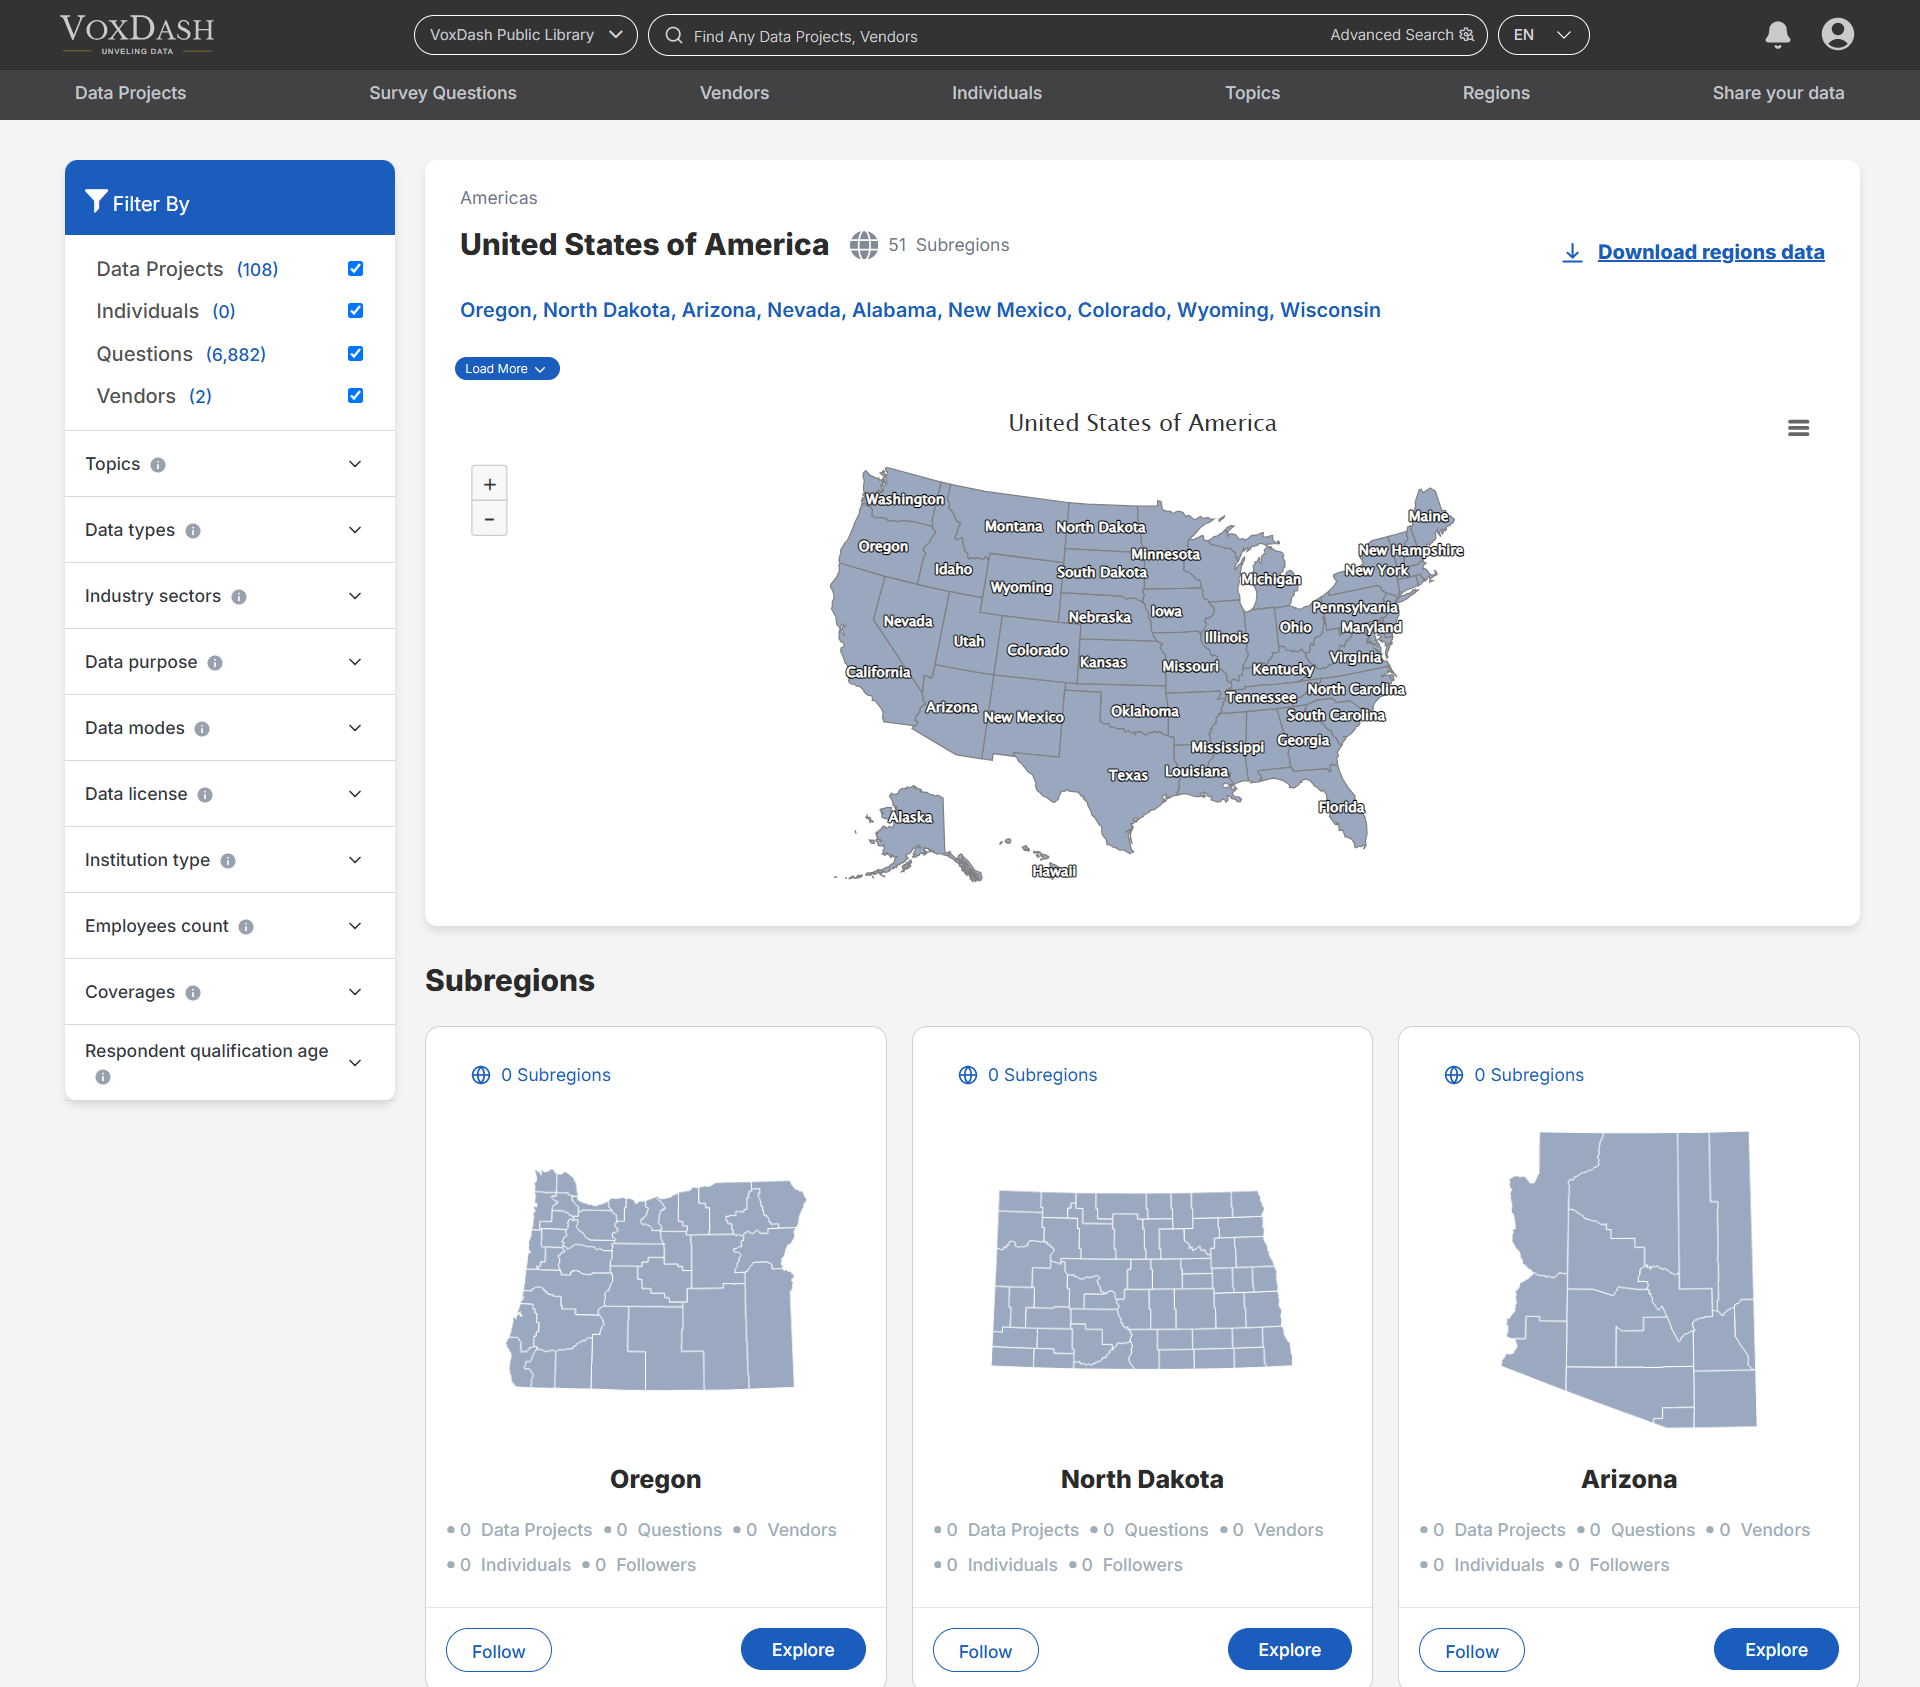 VOXDASH
UNVELING DATA
VoxDash Public Library
Find Any Data Projects, Vendors
Advanced Search
EN
Data Projects
Survey Questions
Vendors
Individuals
Topics
Regions
Share your data
Filter By
Data Projects (108)
Individuals (0)
Questions (6,882)
Vendors (2)
Topics
Data types
Industry sectors
Data purpose
Data modes
Data license
Institution type
Employees count
Coverages
Respondent qualification age
Americas
United States of America
51 Subregions
Download regions data
Oregon, North Dakota, Arizona, Nevada, Alabama, New Mexico, Colorado, Wyoming, Wisconsin
Load More
United States of America
+
-
Washington
Montana
North Dakota
Maine
Oregon
Minnesota
New Hampshire
Idaho
South Dakota
New York
Wyoming
Michigan
Nebraska
Iowa
Pennsylvania
Nevada
Ohio
Maryland
Utah
Illinois
Colorado
Kansas
Missouri
Virginia
California
Kentucky
Arizona
Tennessee
North Carolina
New Mexico
Oklahoma
South Carolina
Mississippi
Georgia
Texas
Louisiana
Florida
Alaska
Hawaii
Subregions
0 Subregions
Oregon
• 0 Data Projects • 0 Questions • 0 Vendors
• 0 Individuals • 0 Followers
Follow
Explore
0 Subregions
North Dakota
• 0 Data Projects • 0 Questions • 0 Vendors
• 0 Individuals • 0 Followers
Follow
Explore
0 Subregions
Arizona
• 0 Data Projects • 0 Questions • 0 Vendors
• 0 Individuals • 0 Followers
Follow
Explore